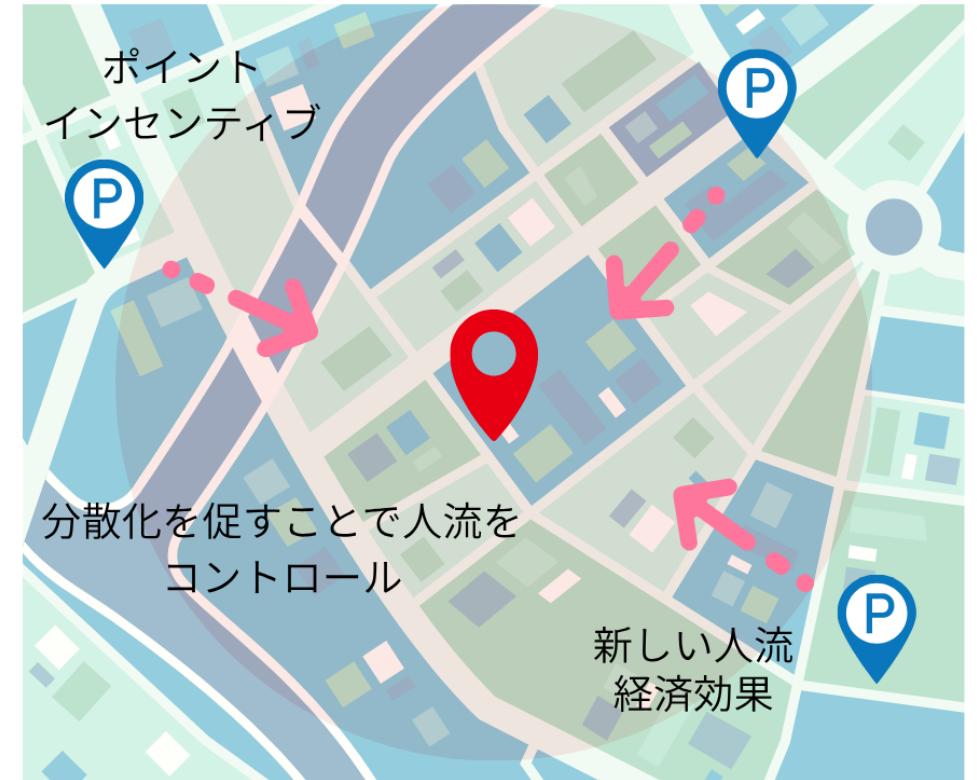 ポイント
インセンティブ
P
P
分散化を促すことで人流を
コントロール
新しい人流
経済効果
P